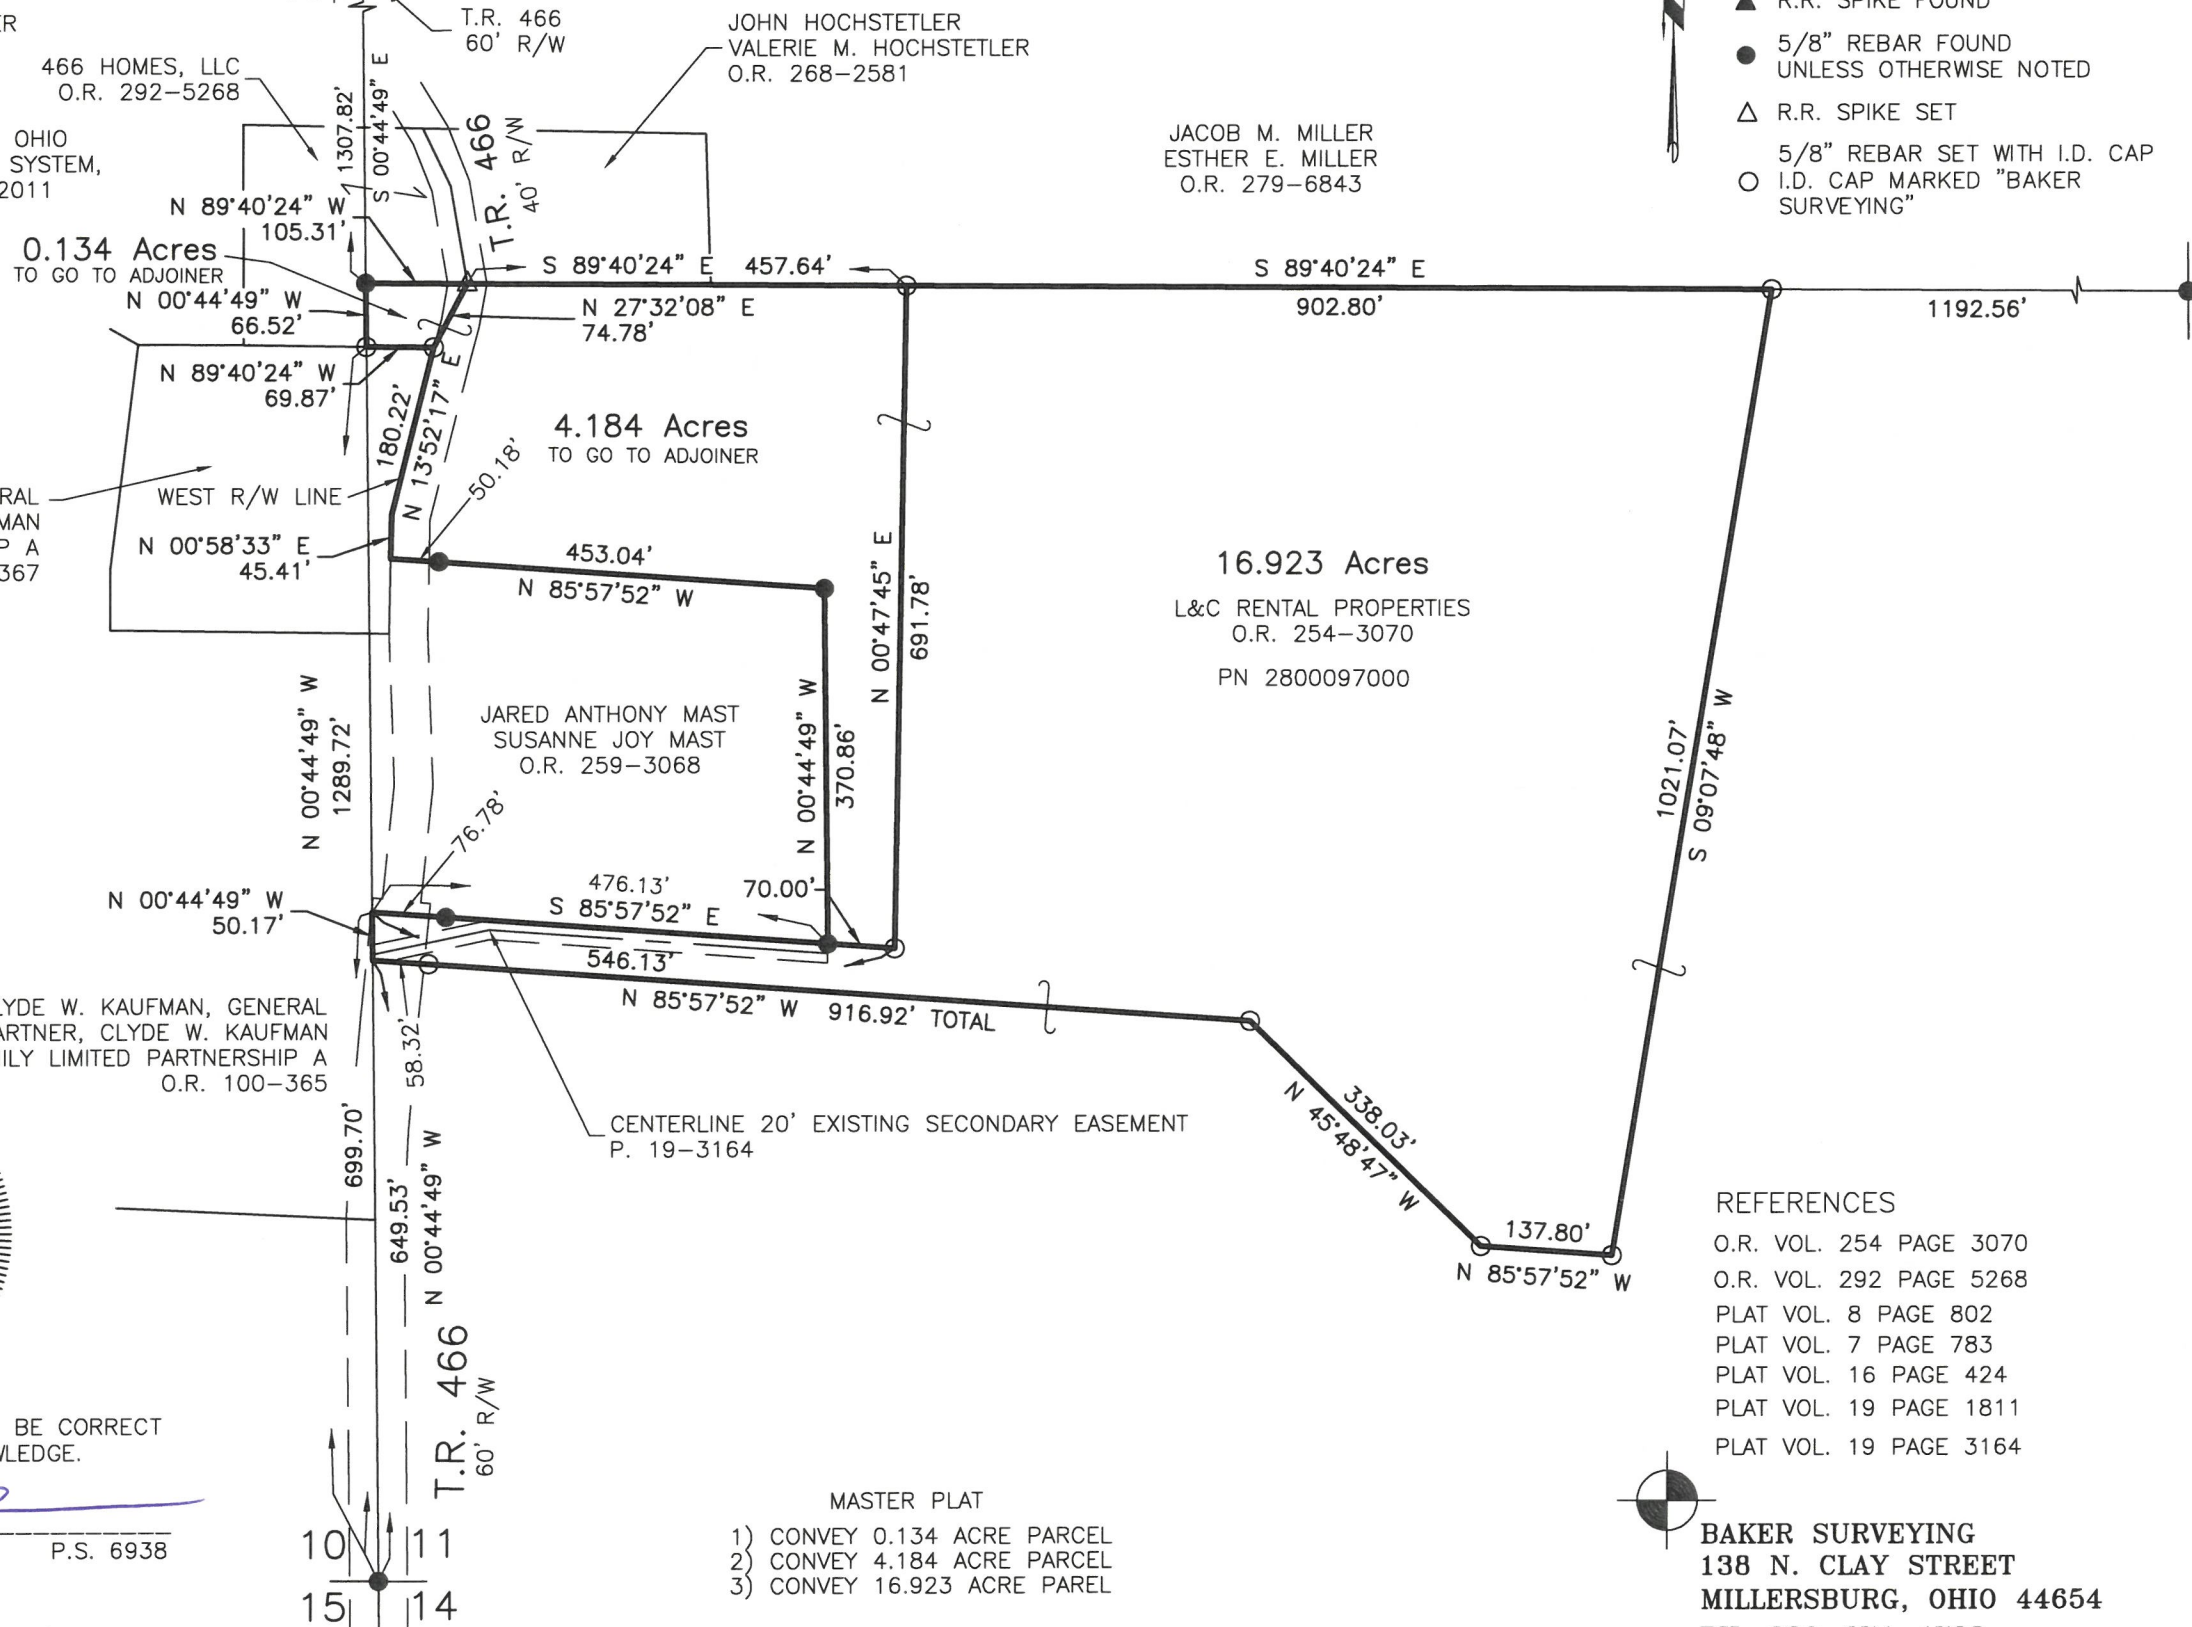 T.R. 466
60' R/W
JOHN HOCHSTETLER
VALERIE M. HOCHSTETLER
O.R. 268-2581
466 HOMES, LLC
O.R. 292-5268
OHIO
SYSTEM,
2011
1307.82'
S 00°44'49" E
T.R. 466
40' R/W
JACOB M. MILLER
ESTHER E. MILLER
O.R. 279-6843
R.R. SPIKE FOUND
5/8" REBAR FOUND
UNLESS OTHERWISE NOTED
R.R. SPIKE SET
5/8" REBAR SET WITH I.D. CAP
I.D. CAP MARKED "BAKER
SURVEYING"
N 89°40'24" W
105.31'
0.134 Acres
TO GO TO ADJOINER
N 00°44'49" W
66.52'
N 89°40'24" W
69.87'
S 89°40'24" E 457.64'
N 27°32'08" E
74.78'
S 89°40'24" E
902.80'
1192.56'
180.22'
N 13°52'17" E
4.184 Acres
TO GO TO ADJOINER
50.18'
WEST R/W LINE
N 00°58'33" E
45.41'
453.04'
N 85°57'52" W
N 00°47'45" E
691.78'
16.923 Acres
L&C RENTAL PROPERTIES
O.R. 254-3070
PN 2800097000
N 00°44'49" W
1289.72'
JARED ANTHONY MAST
SUSANNE JOY MAST
O.R. 259-3068
N 00°44'49" W
370.86'
1021.07'
S 09°07'48" W
76.78'
N 00°44'49" W
50.17'
476.13'
S 85°57'52" E
70.00'
546.13'
N 85°57'52" W 916.92' TOTAL
CLYDE W. KAUFMAN, GENERAL
PARTNER, CLYDE W. KAUFMAN
LIMITED PARTNERSHIP A
O.R. 100-365
58.32'
CENTERLINE 20' EXISTING SECONDARY EASEMENT
P. 19-3164
338.03'
N 45°48'47" W
137.80'
N 85°57'52" W
699.70'
649.53'
N 00°44'49" W
T.R. 466
60' R/W
REFERENCES
O.R. VOL. 254 PAGE 3070
O.R. VOL. 292 PAGE 5268
PLAT VOL. 8 PAGE 802
PLAT VOL. 7 PAGE 783
PLAT VOL. 16 PAGE 424
PLAT VOL. 19 PAGE 1811
PLAT VOL. 19 PAGE 3164
BE CORRECT
P.S. 6938
10 11
15 14
MASTER PLAT
1) CONVEY 0.134 ACRE PARCEL
2) CONVEY 4.184 ACRE PARCEL
3) CONVEY 16.923 ACRE PAREL
BAKER SURVEYING
138 N. CLAY STREET
MILLERSBURG, OHIO 44654